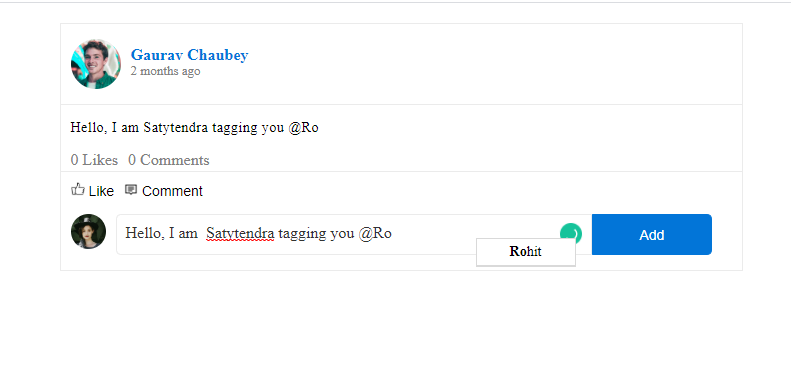 Gaurav Chaubey
2 months ago
Hello, I am Satytendra tagging you @Ro
0 Likes 0 Comments
Like Comment
Hello, I am  Satytendra tagging you @Ro
Add
Rohit